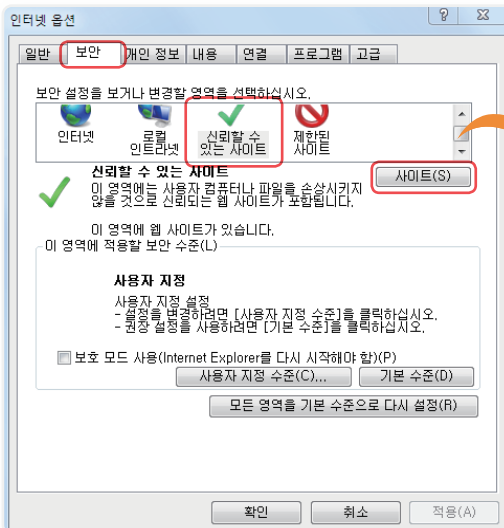 인터넷 옵션
일반 보안 개인 정보 내용 연결 프로그램 고급
보안 설정을 보거나 변경할 영역을 선택하십시오.
인터넷 로컬 인트라넷 신뢰할 수 있는 사이트 제한된 사이트
신뢰할 수 있는 사이트
사이트(S)
이 영역에는 사용자 컴퓨터나 파일을 손상시키지
않을 것으로 신뢰되는 웹 사이트가 포함됩니다.
이 영역에 웹 사이트가 있습니다.
이 영역에 적용할 보안 수준(L)
사용자 지정
사용자 지정 설정
- 설정을 변경하려면 [사용자 지정 수준]을 클릭하십시오.
- 권장 설정을 사용하려면 [기본 수준]을 클릭하십시오.
보호 모드 사용(Internet Explorer를 다시 시작해야 함)(P)
사용자 지정 수준(C)... 기본 수준(D)
모든 영역을 기본 수준으로 다시 설정(R)
확인 취소 적용(A)